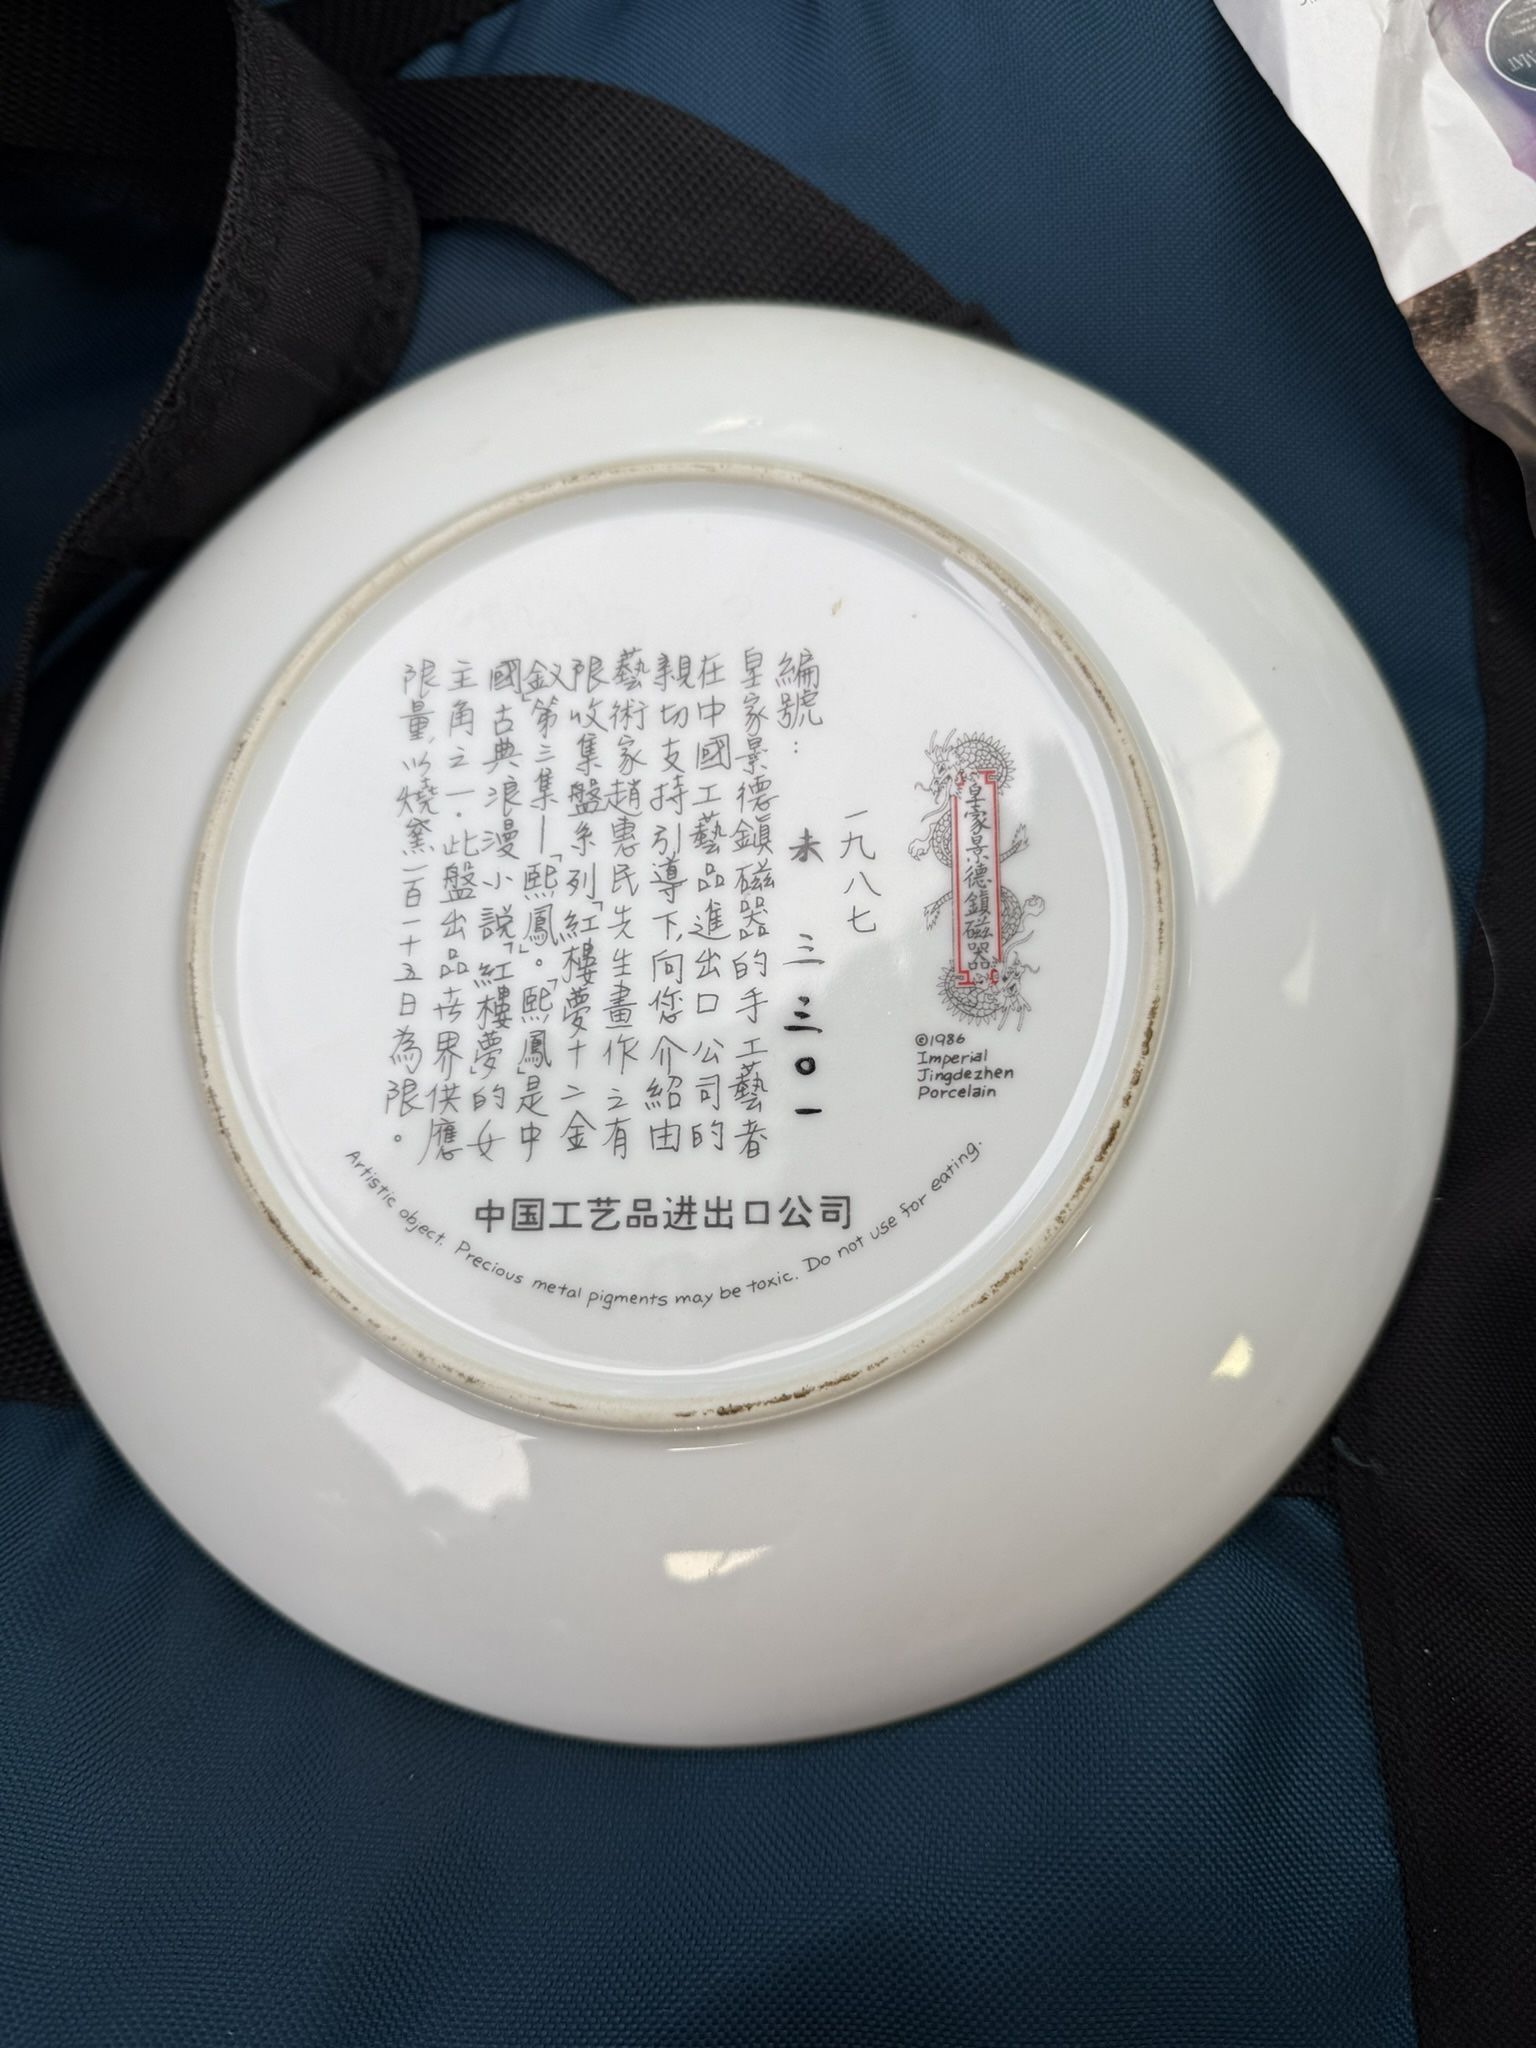 皇家景德鎮磁器
©1986
Imperial
Jingdezhen
Porcelain
一九八七
編號：
未 三三〇一
皇家景德鎮磁器的手工藝者
在中國工藝品進出口公司的
親切支持引導下，向您介紹由
藝術家趙惠民先生畫作之有
限收集盤系列「紅樓夢十二金
釵」第三集—「熙鳳」。「熙鳳」是中
國古典浪漫小說「紅樓夢」的女
主角之一．此盤出品卋界供應
限量，以燒窯一百一十五日為限。
中国工艺品进出口公司
Artistic object. Precious metal pigments may be toxic. Do not use for eating.